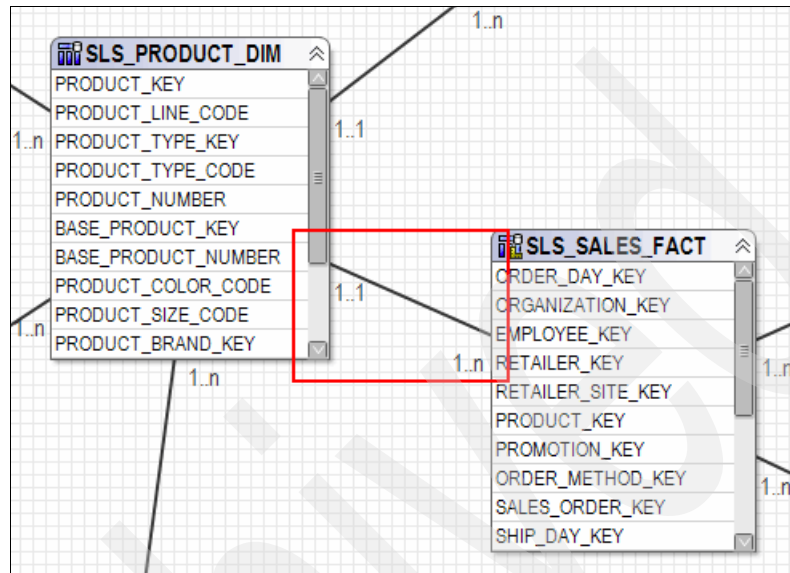 1..n
SLS_PRODUCT_DIM
PRODUCT_KEY
PRODUCT_LINE_CODE
1..1
1..n
PRODUCT_TYPE_KEY
PRODUCT_TYPE_CODE
PRODUCT_NUMBER
BASE_PRODUCT_KEY
BASE_PRODUCT_NUMBER
PRODUCT_COLOR_CODE
1..1
PRODUCT_SIZE_CODE
1..n
PRODUCT_BRAND_KEY
1..n
SLS_SALES_FACT
ORDER_DAY_KEY
ORGANIZATION_KEY
EMPLOYEE_KEY
1..n
RETAILER_KEY
1..n
RETAILER_SITE_KEY
PRODUCT_KEY
PROMOTION_KEY
ORDER_METHOD_KEY
1..n
SALES_ORDER_KEY
SHIP_DAY_KEY